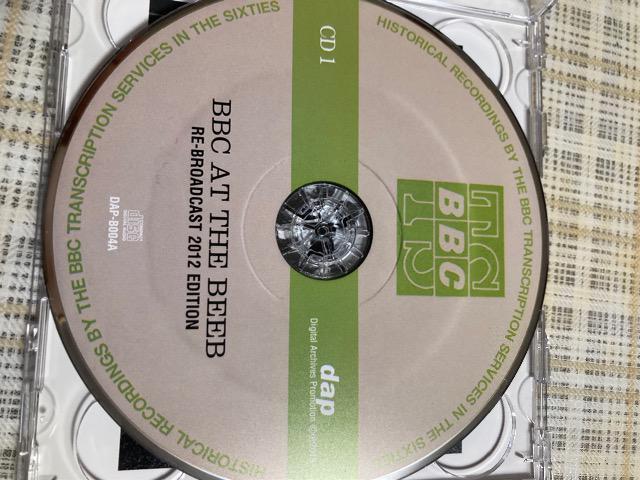 HISTORICAL RECORDINGS BY THE BBC TRANSCRIPTION SERVICES IN THE SIXTIES
HISTORICAL RECORDINGS BY THE BBC TRANSCRIPTION SERVICES IN THE SIXTIE
TS
BBC
TS
CD 1
dap
Digital Archives Promotion
BBC AT THE BEEB
RE-BROADCAST 2012 EDITION
disc
DAP-8004A